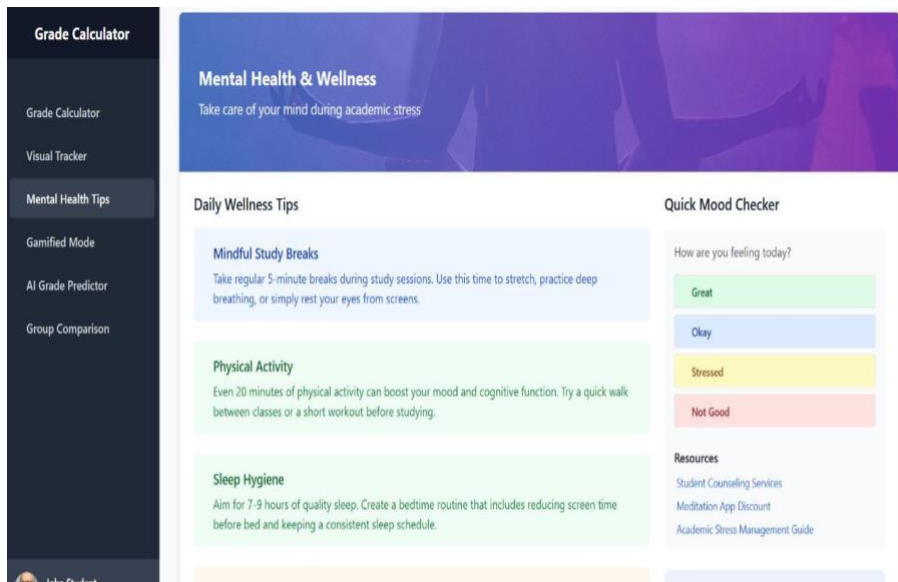 Grade Calculator
Grade Calculator
Visual Tracker
Mental Health Tips
Gamified Mode
AI Grade Predictor
Group Comparison
Mental Health & Wellness
Take care of your mind during academic stress
Daily Wellness Tips
Mindful Study Breaks
Take regular 5-minute breaks during study sessions. Use this time to stretch, practice deep
breathing, or simply rest your eyes from screens.
Physical Activity
Even 20 minutes of physical activity can boost your mood and cognitive function. Try a quick walk
between classes or a short workout before studying.
Sleep Hygiene
Aim for 7-9 hours of quality sleep. Create a bedtime routine that includes reducing screen time
before bed and keeping a consistent sleep schedule.
Quick Mood Checker
How are you feeling today?
Great
Okay
Stressed
Not Good
Resources
Student Counseling Services
Meditation App Discount
Academic Stress Management Guide
John Student